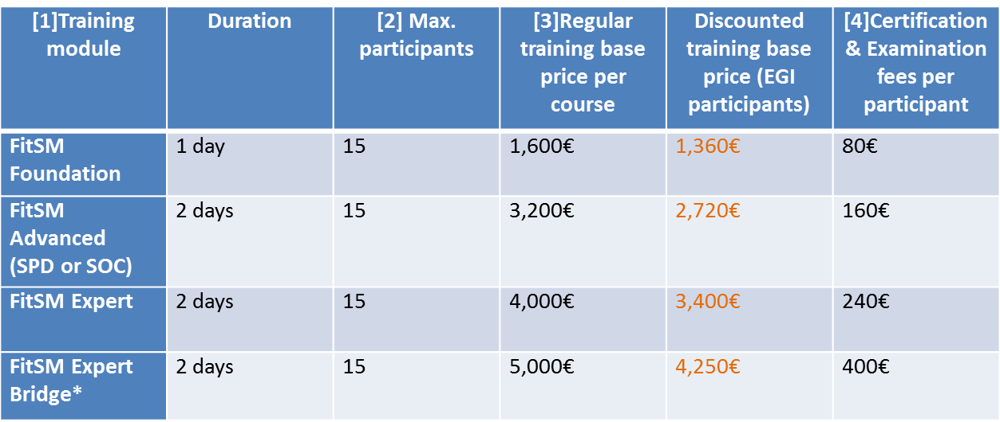 [1]Training module
Duration
[2] Max. participants
[3]Regular training base price per course
Discounted training base price (EGI participants)
[4]Certification & Examination fees per participant
FitSM Foundation
1 day
15
1,600€
1,360€
80€
FitSM Advanced (SPD or SOC)
2 days
15
3,200€
2,720€
160€
FitSM Expert
2 days
15
4,000€
3,400€
240€
FitSM Expert Bridge*
2 days
15
5,000€
4,250€
400€